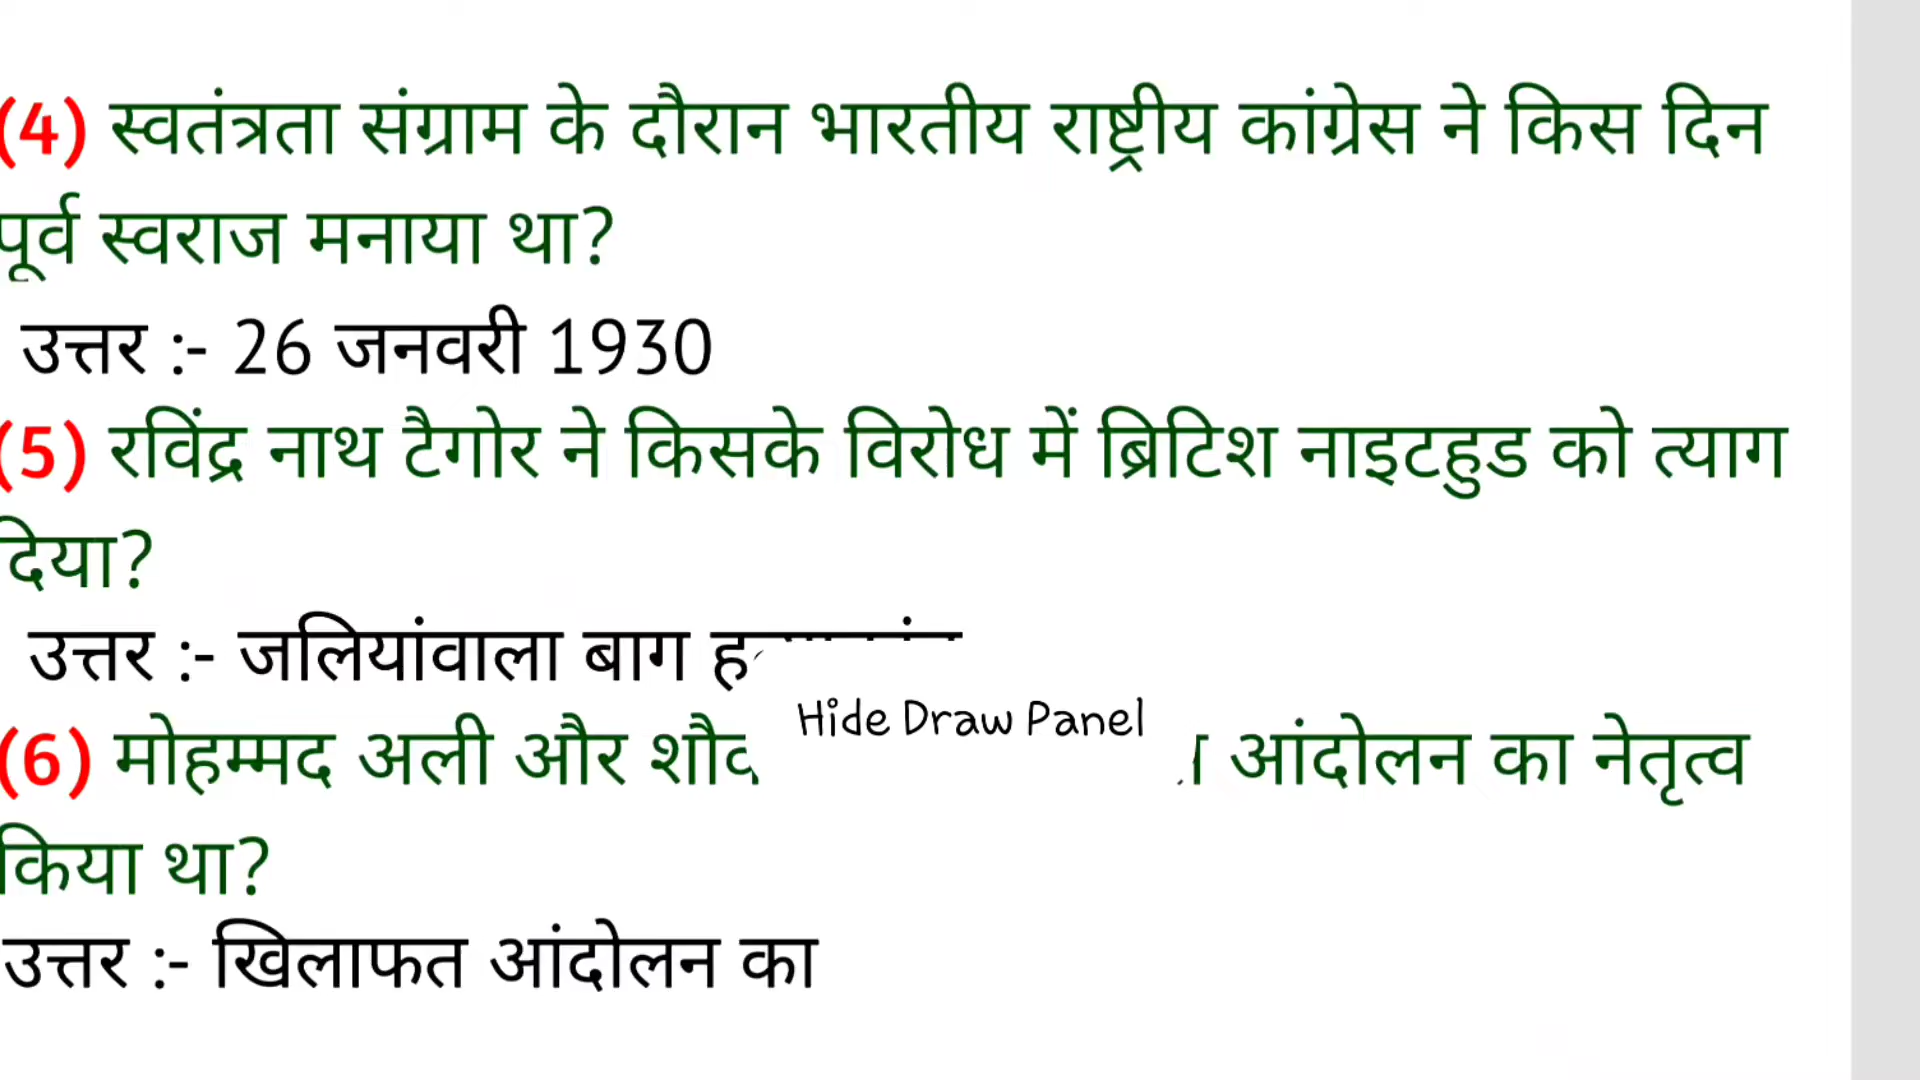 (4) स्वतंत्रता संग्राम के दौरान भारतीय राष्ट्रीय कांग्रेस ने किस दिन
पूर्व स्वराज मनाया था?
उत्तर :- 26 जनवरी 1930
(5) रविंद्र नाथ टैगोर ने किसके विरोध में ब्रिटिश नाइटहुड को त्याग
दिया?
उत्तर :- जलियांवाला बाग
Hide Draw Panel
(6) मोहम्मद अली और आंदोलन का नेतृत्व
किया था?
उत्तर :- खिलाफत आंदोलन का